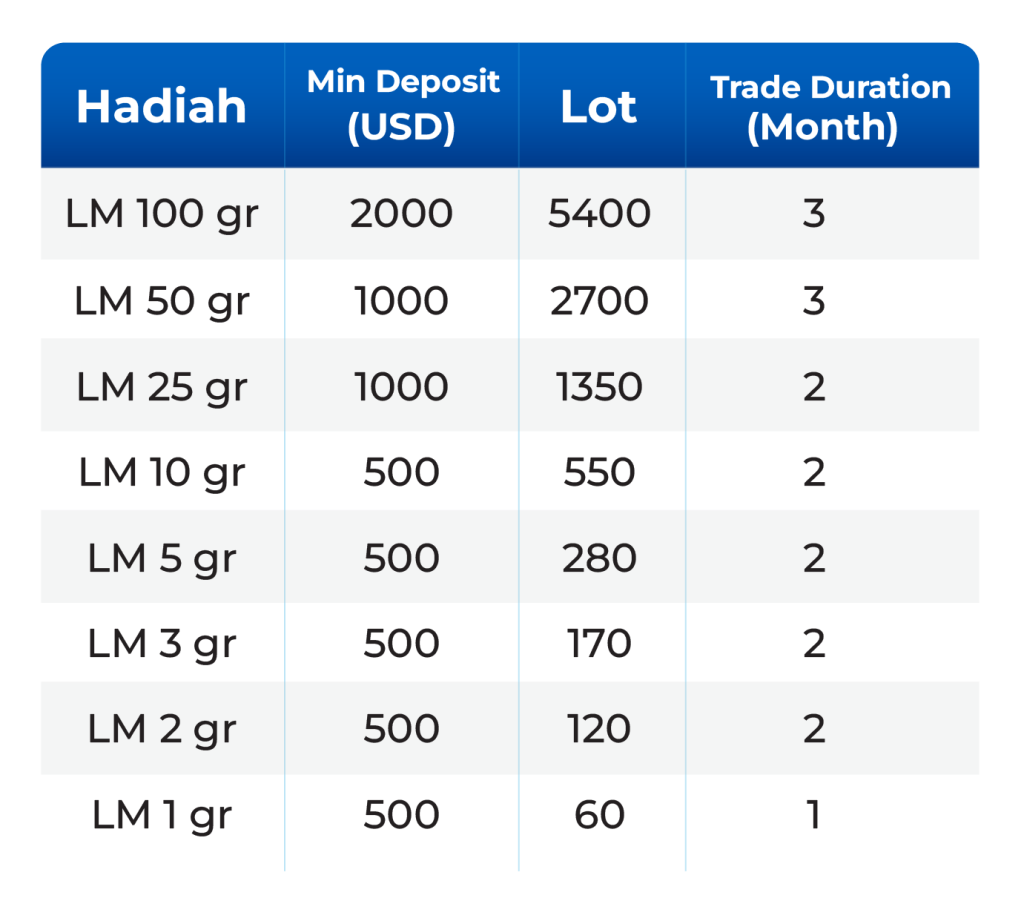 Hadiah Min Deposit (USD) Lot Trade Duration (Month)
LM 100 gr 2000 5400 3
LM 50 gr 1000 2700 3
LM 25 gr 1000 1350 2
LM 10 gr 500 550 2
LM 5 gr 500 280 2
LM 3 gr 500 170 2
LM 2 gr 500 120 2
LM 1 gr 500 60 1